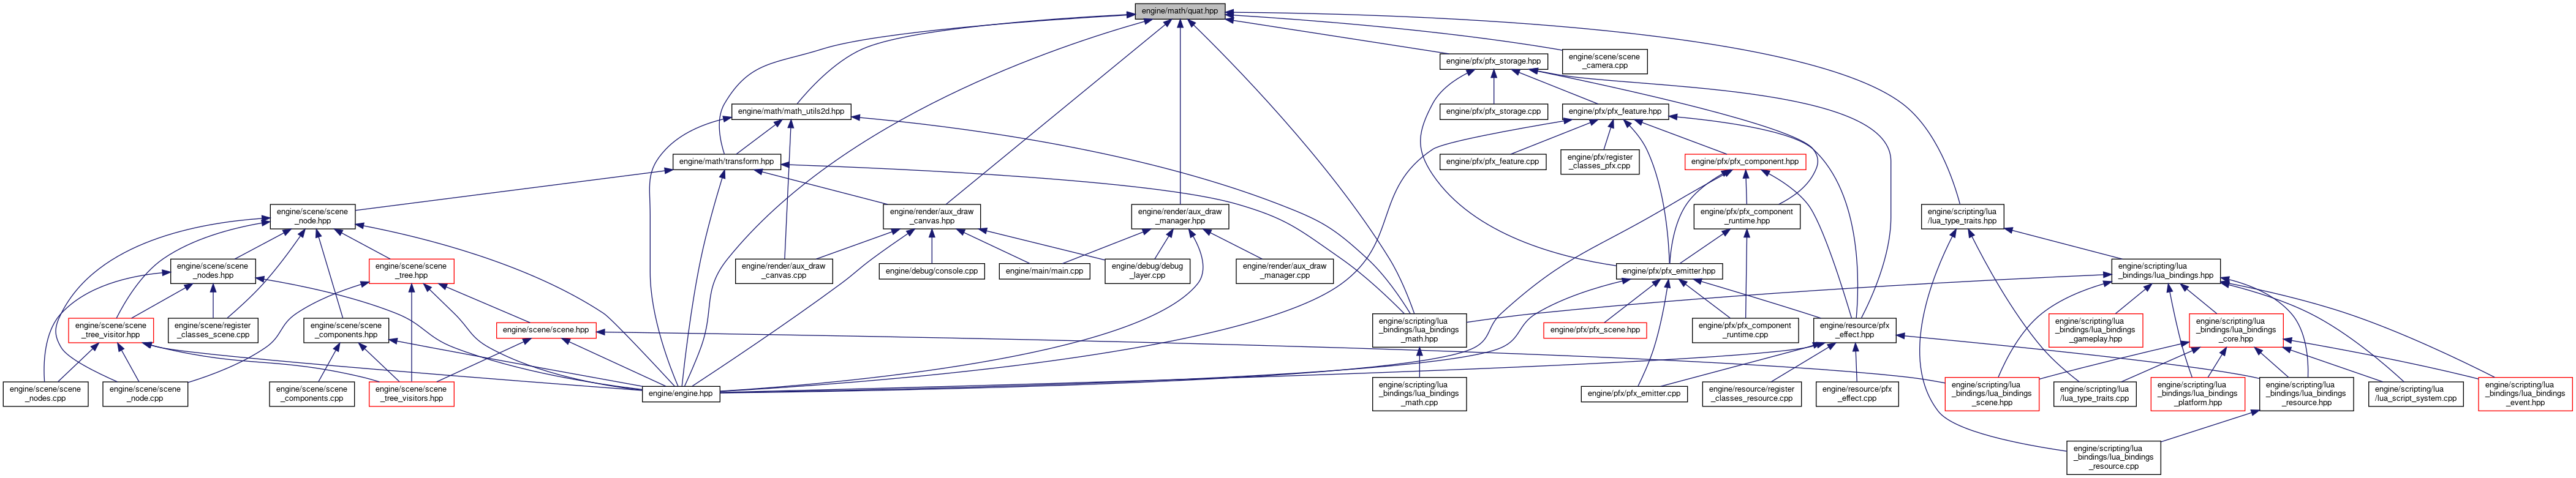 engine/math/quat.hpp
engine/pfx/pfx_storage.hpp
engine/scene/scene
_camera.cpp
engine/math/math_utils2d.hpp
engine/pfx/pfx_storage.cpp
engine/pfx/pfx_feature.hpp
engine/math/transform.hpp
engine/pfx/pfx_feature.cpp
engine/pfx/register
_classes_pfx.cpp
engine/pfx/pfx_component.hpp
engine/scene/scene
_node.hpp
engine/render/aux_draw
_canvas.hpp
engine/render/aux_draw
_manager.hpp
engine/pfx/pfx_component
_runtime.hpp
engine/scripting/lua
/lua_type_traits.hpp
engine/scene/scene
_nodes.hpp
engine/scene/scene
_tree.hpp
engine/render/aux_draw
_canvas.cpp
engine/debug/console.cpp
engine/main/main.cpp
engine/debug/debug
_layer.cpp
engine/render/aux_draw
_manager.cpp
engine/pfx/pfx_emitter.hpp
engine/scripting/lua
_bindings/lua_bindings.hpp
engine/scene/scene
_tree_visitor.hpp
engine/scene/register
_classes_scene.cpp
engine/scene/scene
_components.hpp
engine/scene/scene.hpp
engine/scripting/lua
_bindings/lua_bindings
_math.hpp
engine/pfx/pfx_scene.hpp
engine/pfx/pfx_component
_runtime.cpp
engine/resource/pfx
_effect.hpp
engine/scripting/lua
_bindings/lua_bindings
_gameplay.hpp
engine/scripting/lua
_bindings/lua_bindings
_core.hpp
engine/scene/scene
_nodes.cpp
engine/scene/scene
_node.cpp
engine/scene/scene
_components.cpp
engine/scene/scene
_tree_visitors.hpp
engine/engine.hpp
engine/scripting/lua
_bindings/lua_bindings
_math.cpp
engine/pfx/pfx_emitter.cpp
engine/resource/register
_classes_resource.cpp
engine/resource/pfx
_effect.cpp
engine/scripting/lua
_bindings/lua_bindings
_scene.hpp
engine/scripting/lua
/lua_type_traits.cpp
engine/scripting/lua
_bindings/lua_bindings
_platform.hpp
engine/scripting/lua
_bindings/lua_bindings
_resource.hpp
engine/scripting/lua
/lua_script_system.cpp
engine/scripting/lua
_bindings/lua_bindings
_event.hpp
engine/scripting/lua
_bindings/lua_bindings
_resource.cpp